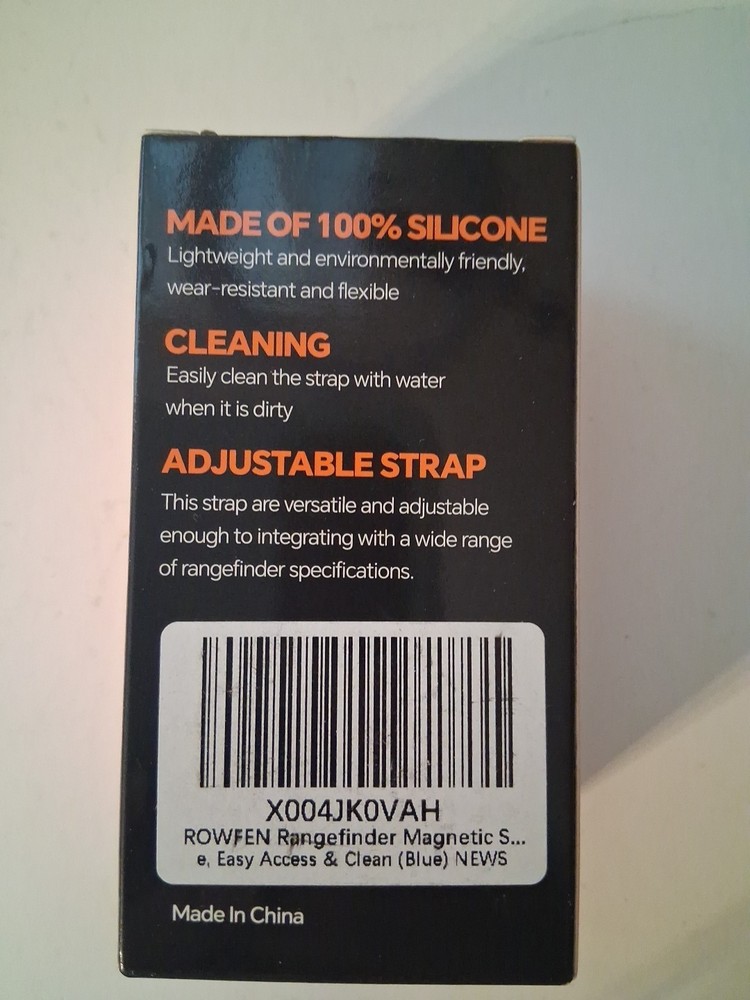 MADE OF 100% SILICONE
Lightweight and environmentally friendly,
wear-resistant and flexible
CLEANING
Easily clean the strap with water
when it is dirty
ADJUSTABLE STRAP
This strap are versatile and adjustable
enough to integrating with a wide range
of rangefinder specifications.
X004JK0VAH
ROWFEN Rangefinder Magnetic S...
e, Easy Access & Clean (Blue) NEWS
Made In China